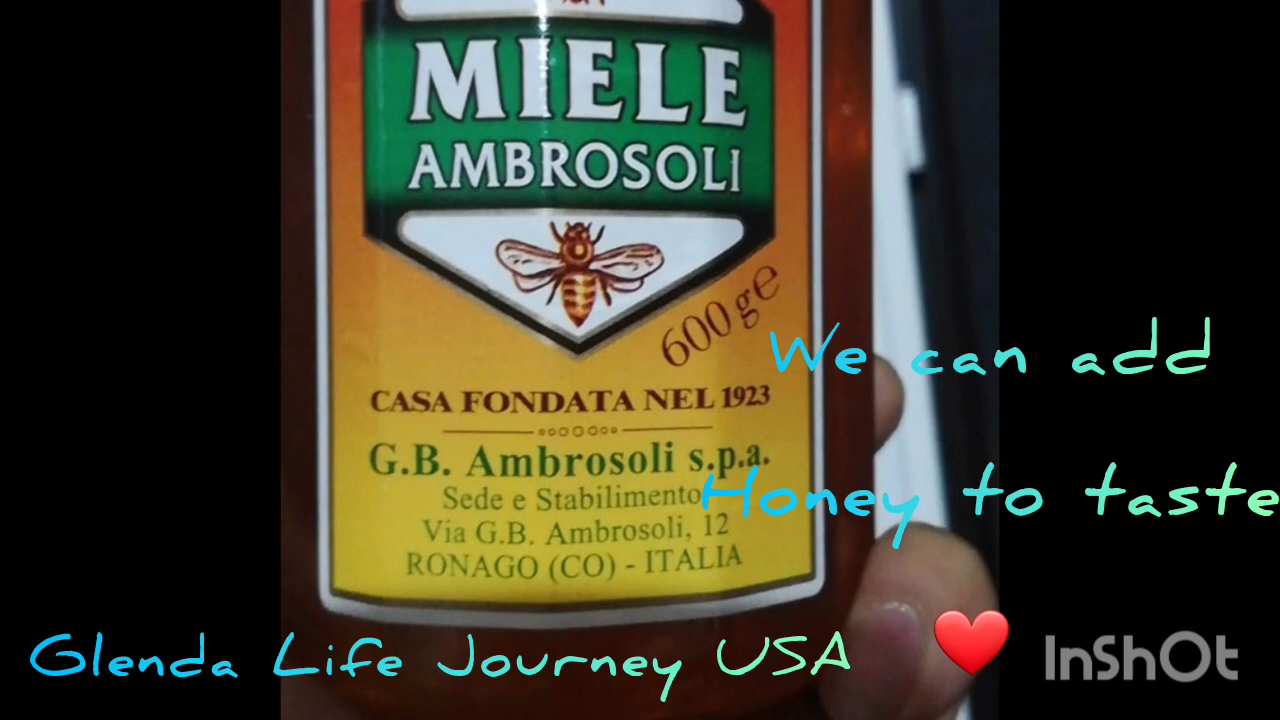 MIELE
AMBROSOLI
600 g e
CASA FONDATA NEL 1923
G.B. Ambrosoli s.p.a.
Sede e Stabilimento
Via G.B. Ambrosoli, 12
RONAGO (CO) - ITALIA
We can add
Honey to taste
Glenda Life Journey USA
InShOt